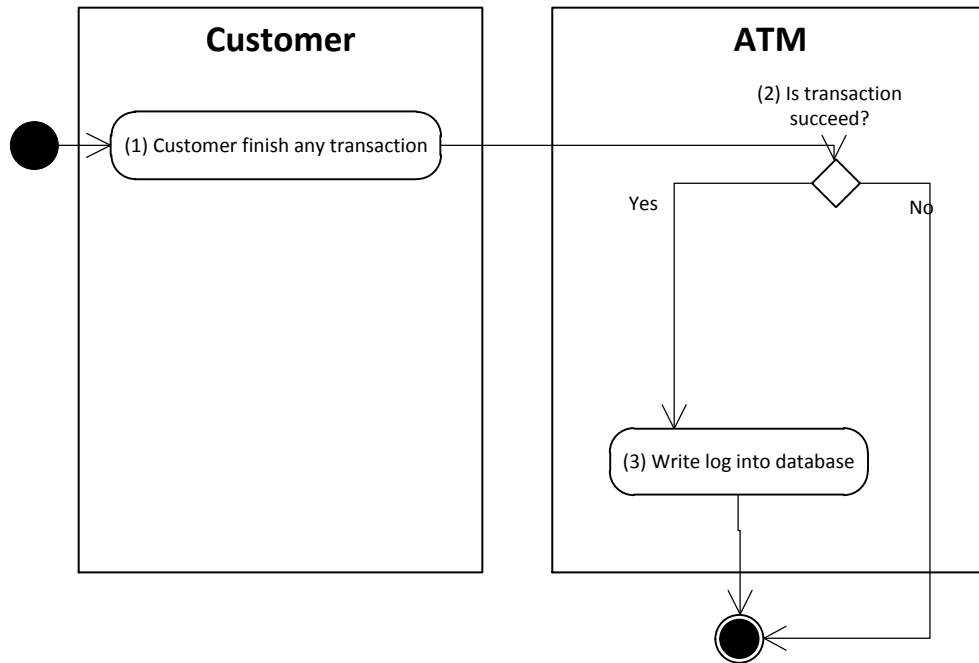 Customer
ATM
(1) Customer finish any transaction
(2) Is transaction
succeed?
Yes
No
(3) Write log into database